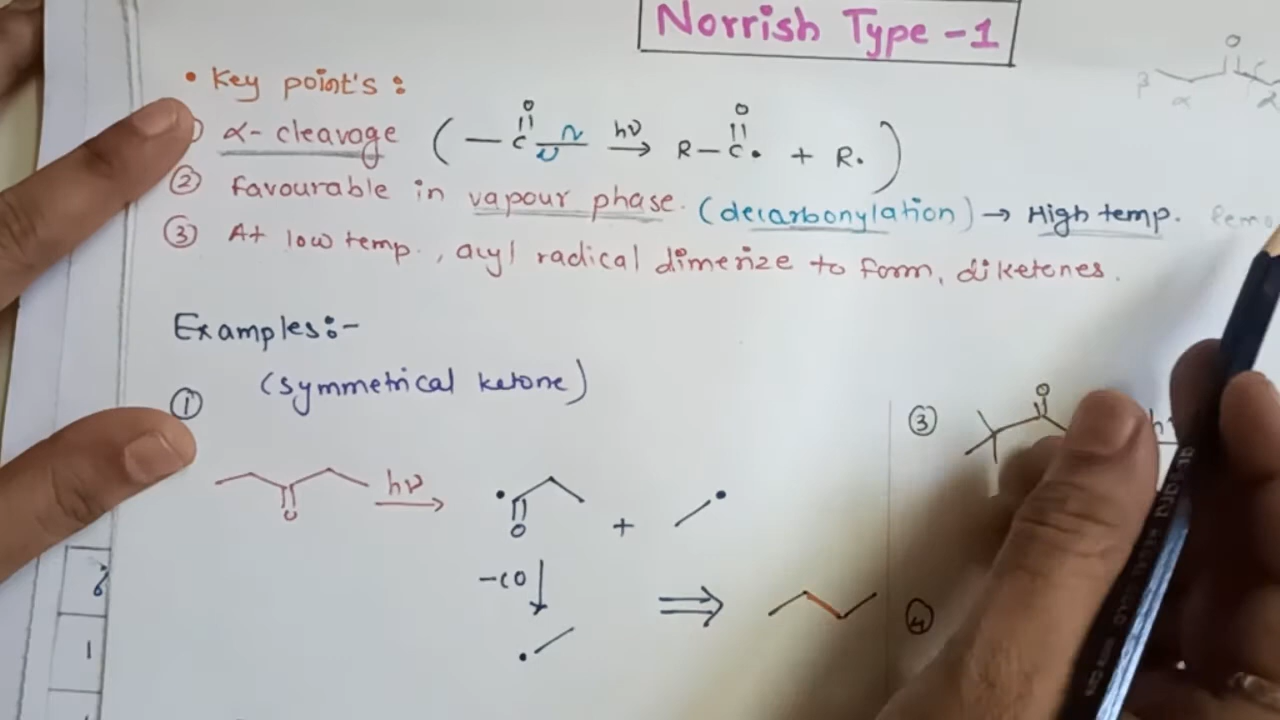 Norrish Type -1
• Key point's :
α- cleavage ( — C = O hν → R – C = O • + R• )
② Favourable in vapour phase. (decarbonylation) → High temp.
③ At low temp., acyl radical dimerize to form, diketones.
Examples:-
① (symmetrical ketone)
O hν • O +
-CO ⇒
③ O
④
β α O α